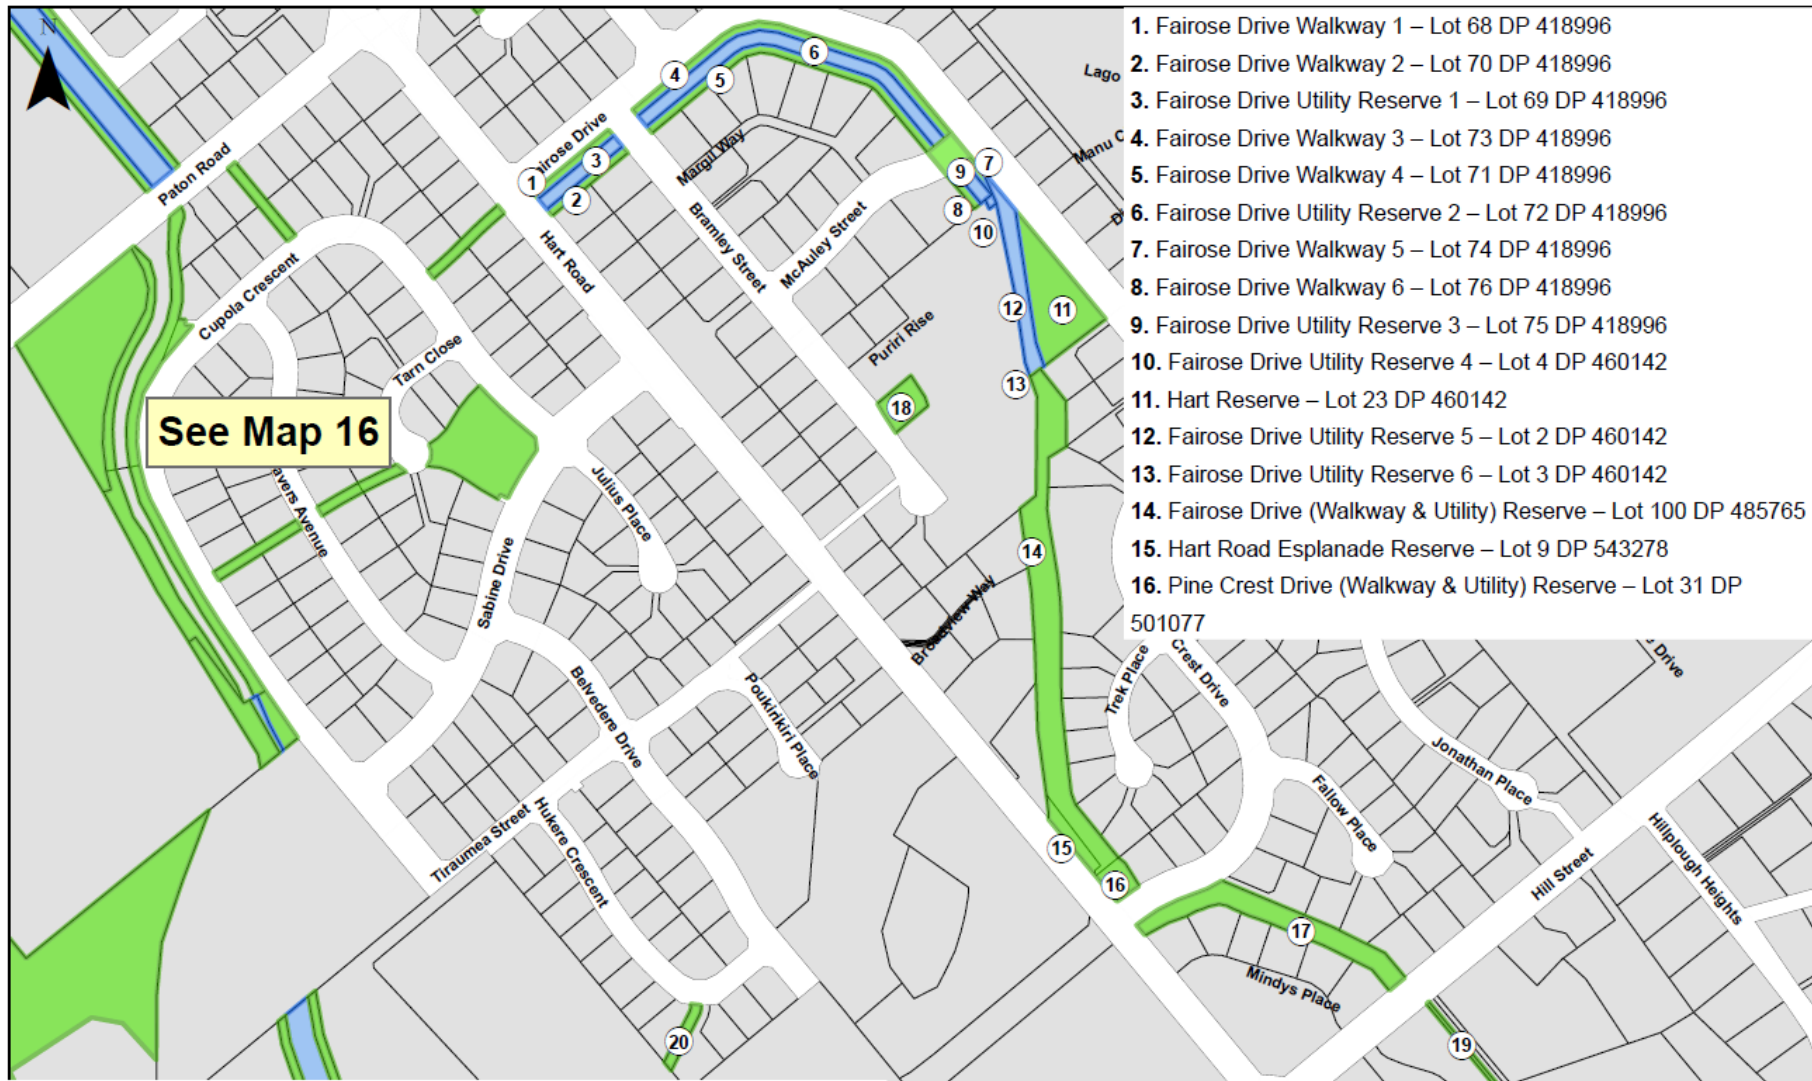 N
1. Fairose Drive Walkway 1 – Lot 68 DP 418996
2. Fairose Drive Walkway 2 – Lot 70 DP 418996
3. Fairose Drive Utility Reserve 1 – Lot 69 DP 418996
4. Fairose Drive Walkway 3 – Lot 73 DP 418996
5. Fairose Drive Walkway 4 – Lot 71 DP 418996
6. Fairose Drive Utility Reserve 2 – Lot 72 DP 418996
7. Fairose Drive Walkway 5 – Lot 74 DP 418996
8. Fairose Drive Walkway 6 – Lot 76 DP 418996
9. Fairose Drive Utility Reserve 3 – Lot 75 DP 418996
10. Fairose Drive Utility Reserve 4 – Lot 4 DP 460142
11. Hart Reserve – Lot 23 DP 460142
12. Fairose Drive Utility Reserve 5 – Lot 2 DP 460142
13. Fairose Drive Utility Reserve 6 – Lot 3 DP 460142
14. Fairose Drive (Walkway & Utility) Reserve – Lot 100 DP 485765
15. Hart Road Esplanade Reserve – Lot 9 DP 543278
16. Pine Crest Drive (Walkway & Utility) Reserve – Lot 31 DP
501077
6
4
5
Lago
Drive
Margil Way
Manu
Paton Road
3
1
2
7
9
8
10
Bramley Street
McAuley Street
Hart Road
Cupola Crescent
12
11
Puriri Rise
Tarn Close
13
18
See Map 16
avers Avenue
Julius Place
14
Sabine Drive
Broadview Way
Trek Place
Crest Drive
Drive
Belvedere Drive
Poukirikiri Place
Jonathan Place
Fallow Place
Tiraumea Street
Hukere Crescent
15
16
Hill Street
Hillplough Heights
17
Mindys Place
20
19